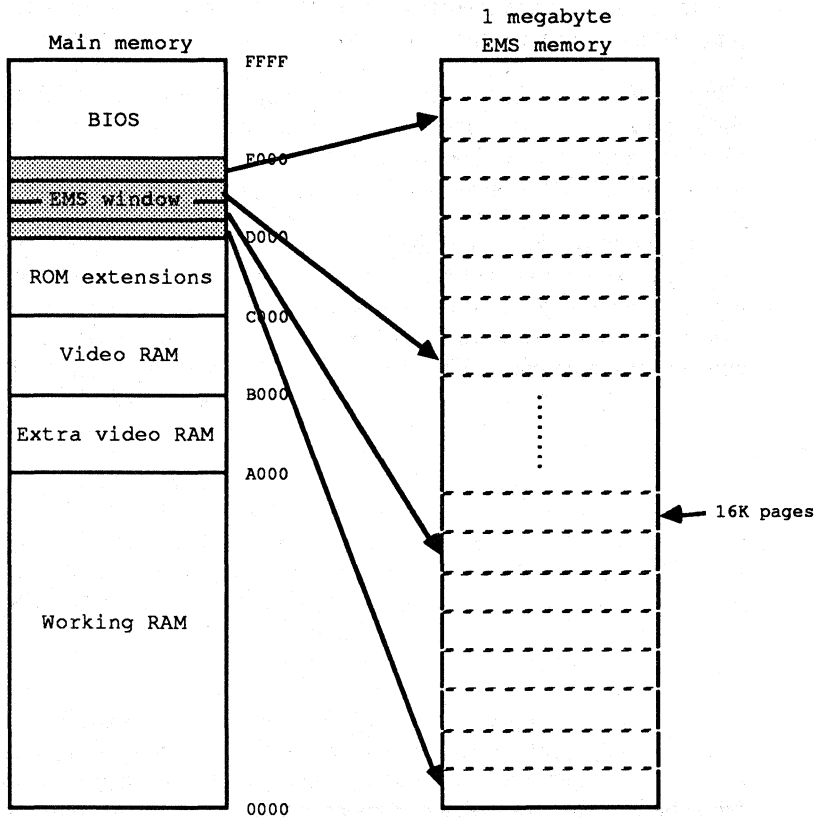 1 megabyte
EMS memory
Main memory
FFFF
BIOS
E000
EMS window
D000
ROM extensions
C000
Video RAM
B000
Extra video RAM
A000
16K pages
Working RAM
0000